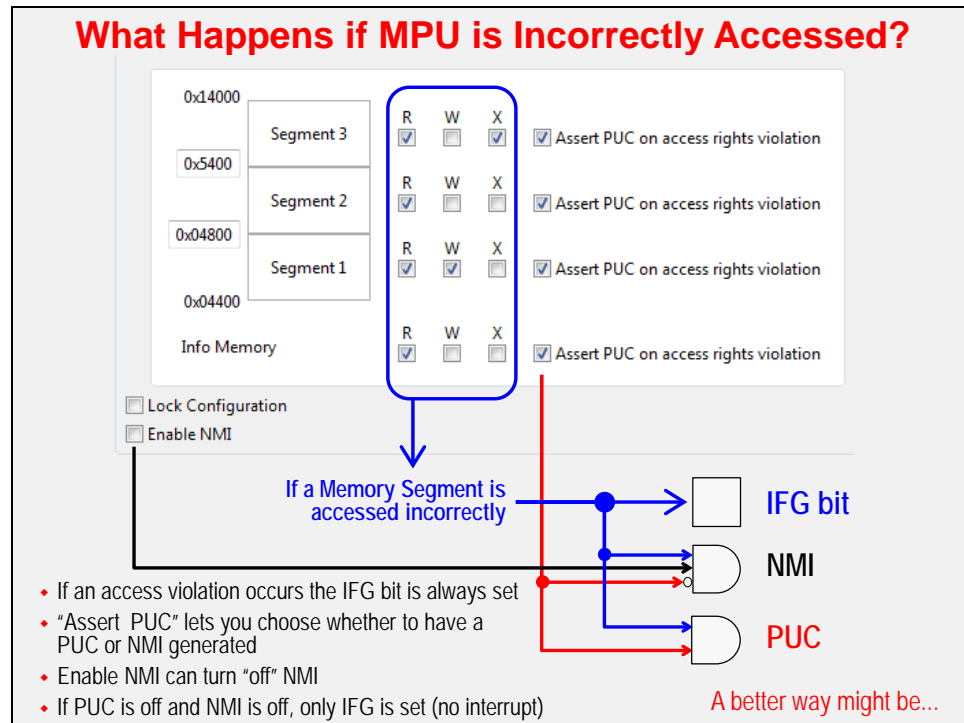 What Happens if MPU is Incorrectly Accessed?
0x14000
R W X
Segment 3
Assert PUC on access rights violation
0x5400
R W X
Segment 2
Assert PUC on access rights violation
0x04800
R W X
Segment 1
Assert PUC on access rights violation
0x04400
R W X
Info Memory
Assert PUC on access rights violation
Lock Configuration
Enable NMI
If a Memory Segment is
accessed incorrectly
IFG bit
NMI
PUC
• If an access violation occurs the IFG bit is always set
• “Assert PUC” lets you choose whether to have a
PUC or NMI generated
• Enable NMI can turn “off” NMI
• If PUC is off and NMI is off, only IFG is set (no interrupt)
A better way might be...